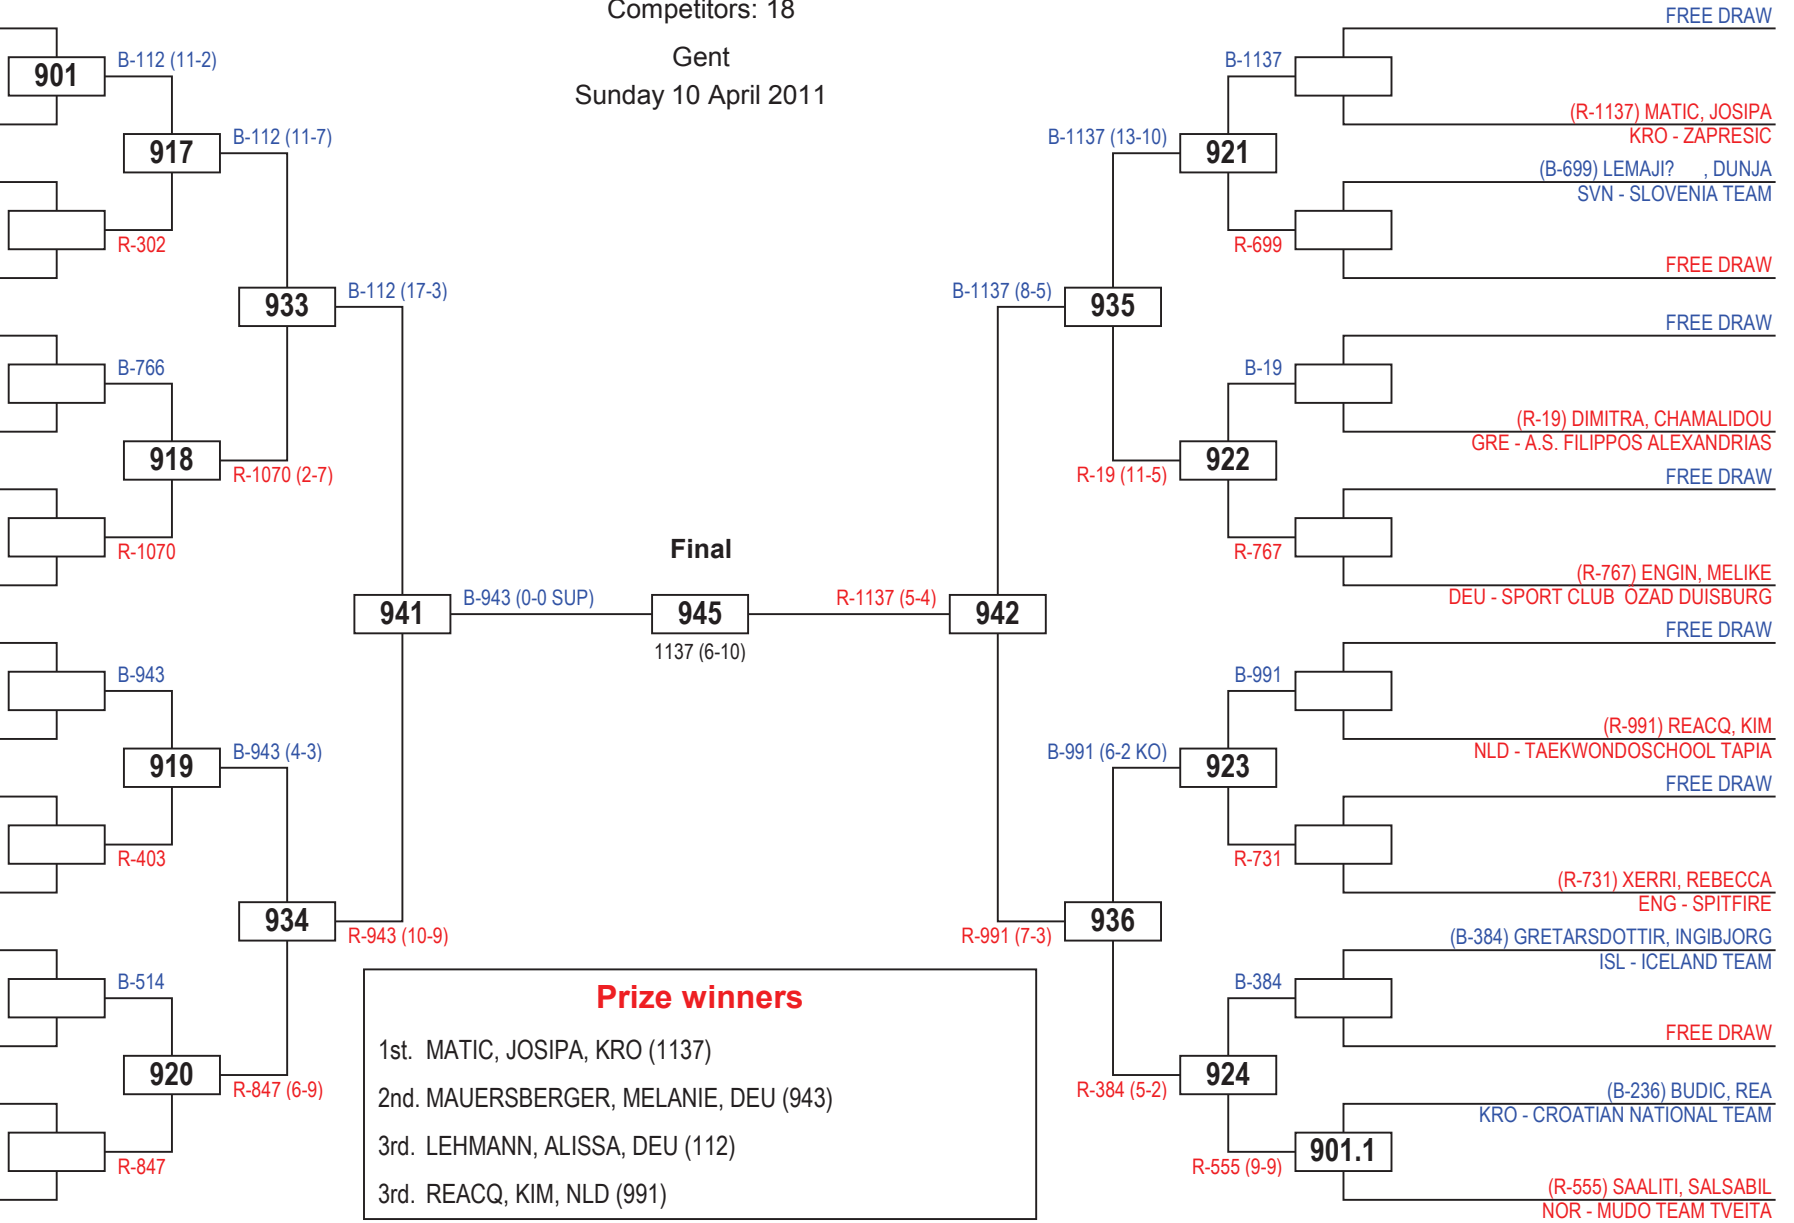 Competitors: 18
Gent
Sunday 10 April 2011
901
B-112 (11-2)
917
B-112 (11-7)
R-302
933
B-112 (17-3)
B-766
918
R-1070 (2-7)
R-1070
941
B-943 (0-0 SUP)
B-943
919
B-943 (4-3)
R-403
934
R-943 (10-9)
B-514
920
R-847 (6-9)
R-847
Final
945
1137 (6-10)
R-1137 (5-4)
942
B-1137 (8-5)
935
B-1137 (13-10)
921
B-1137
R-699
R-19 (11-5)
922
B-19
R-767
R-991 (7-3)
936
B-991 (6-2 KO)
923
B-991
R-731
R-384 (5-2)
924
B-384
R-555 (9-9)
901.1
FREE DRAW
(R-1137) MATIC, JOSIPA
KRO - ZAPRESIC
(B-699) LEMAJI? , DUNJA
SVN - SLOVENIA TEAM
FREE DRAW
FREE DRAW
(R-19) DIMITRA, CHAMALIDOU
GRE - A.S. FILIPPOS ALEXANDRIAS
FREE DRAW
(R-767) ENGIN, MELIKE
DEU - SPORT CLUB ÖZAD DUISBURG
FREE DRAW
(R-991) REACQ, KIM
NLD - TAEKWONDOSCHOOL TAPIA
FREE DRAW
(R-731) XERRI, REBECCA
ENG - SPITFIRE
(B-384) GRETARSDOTTIR, INGIBJORG
ISL - ICELAND TEAM
FREE DRAW
(B-236) BUDIC, REA
KRO - CROATIAN NATIONAL TEAM
(R-555) SAALITI, SALSABIL
NOR - MUDO TEAM TVEITA
Prize winners
1st. MATIC, JOSIPA, KRO (1137)
2nd. MAUERSBERGER, MELANIE, DEU (943)
3rd. LEHMANN, ALISSA, DEU (112)
3rd. REACQ, KIM, NLD (991)